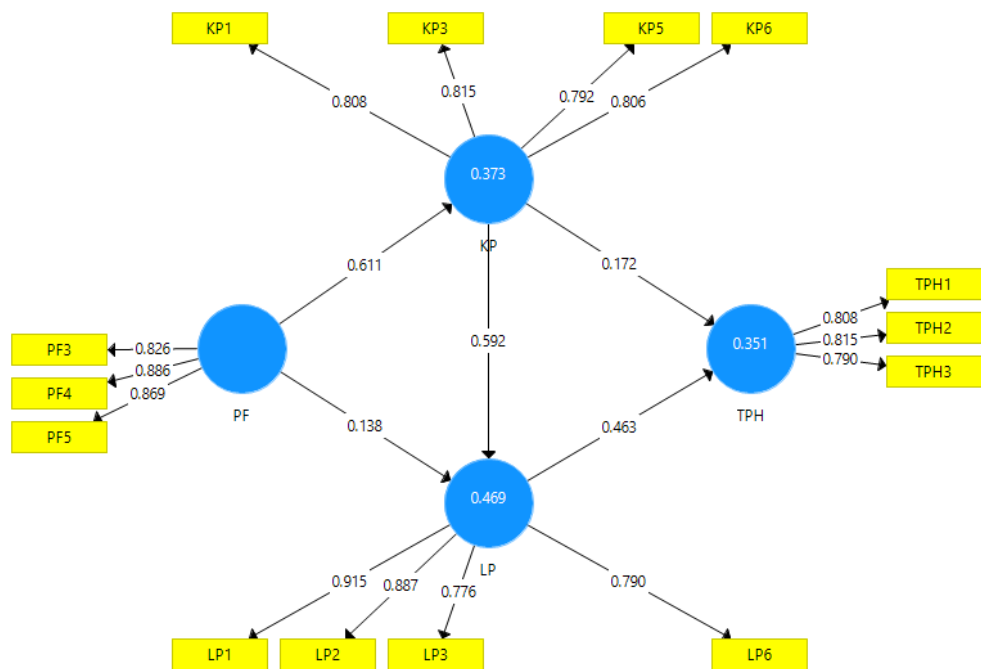 KP1 KP3 KP5 KP6
0.808 0.815 0.792 0.806
0.373
KP
0.611 0.172
PF3 0.826
PF4 0.886
PF5 0.869
PF
0.592
0.351
TPH
0.808 TPH1
0.815 TPH2
0.790 TPH3
0.138 0.463
0.469
LP
0.915 0.887 0.776 0.790
LP1 LP2 LP3 LP6